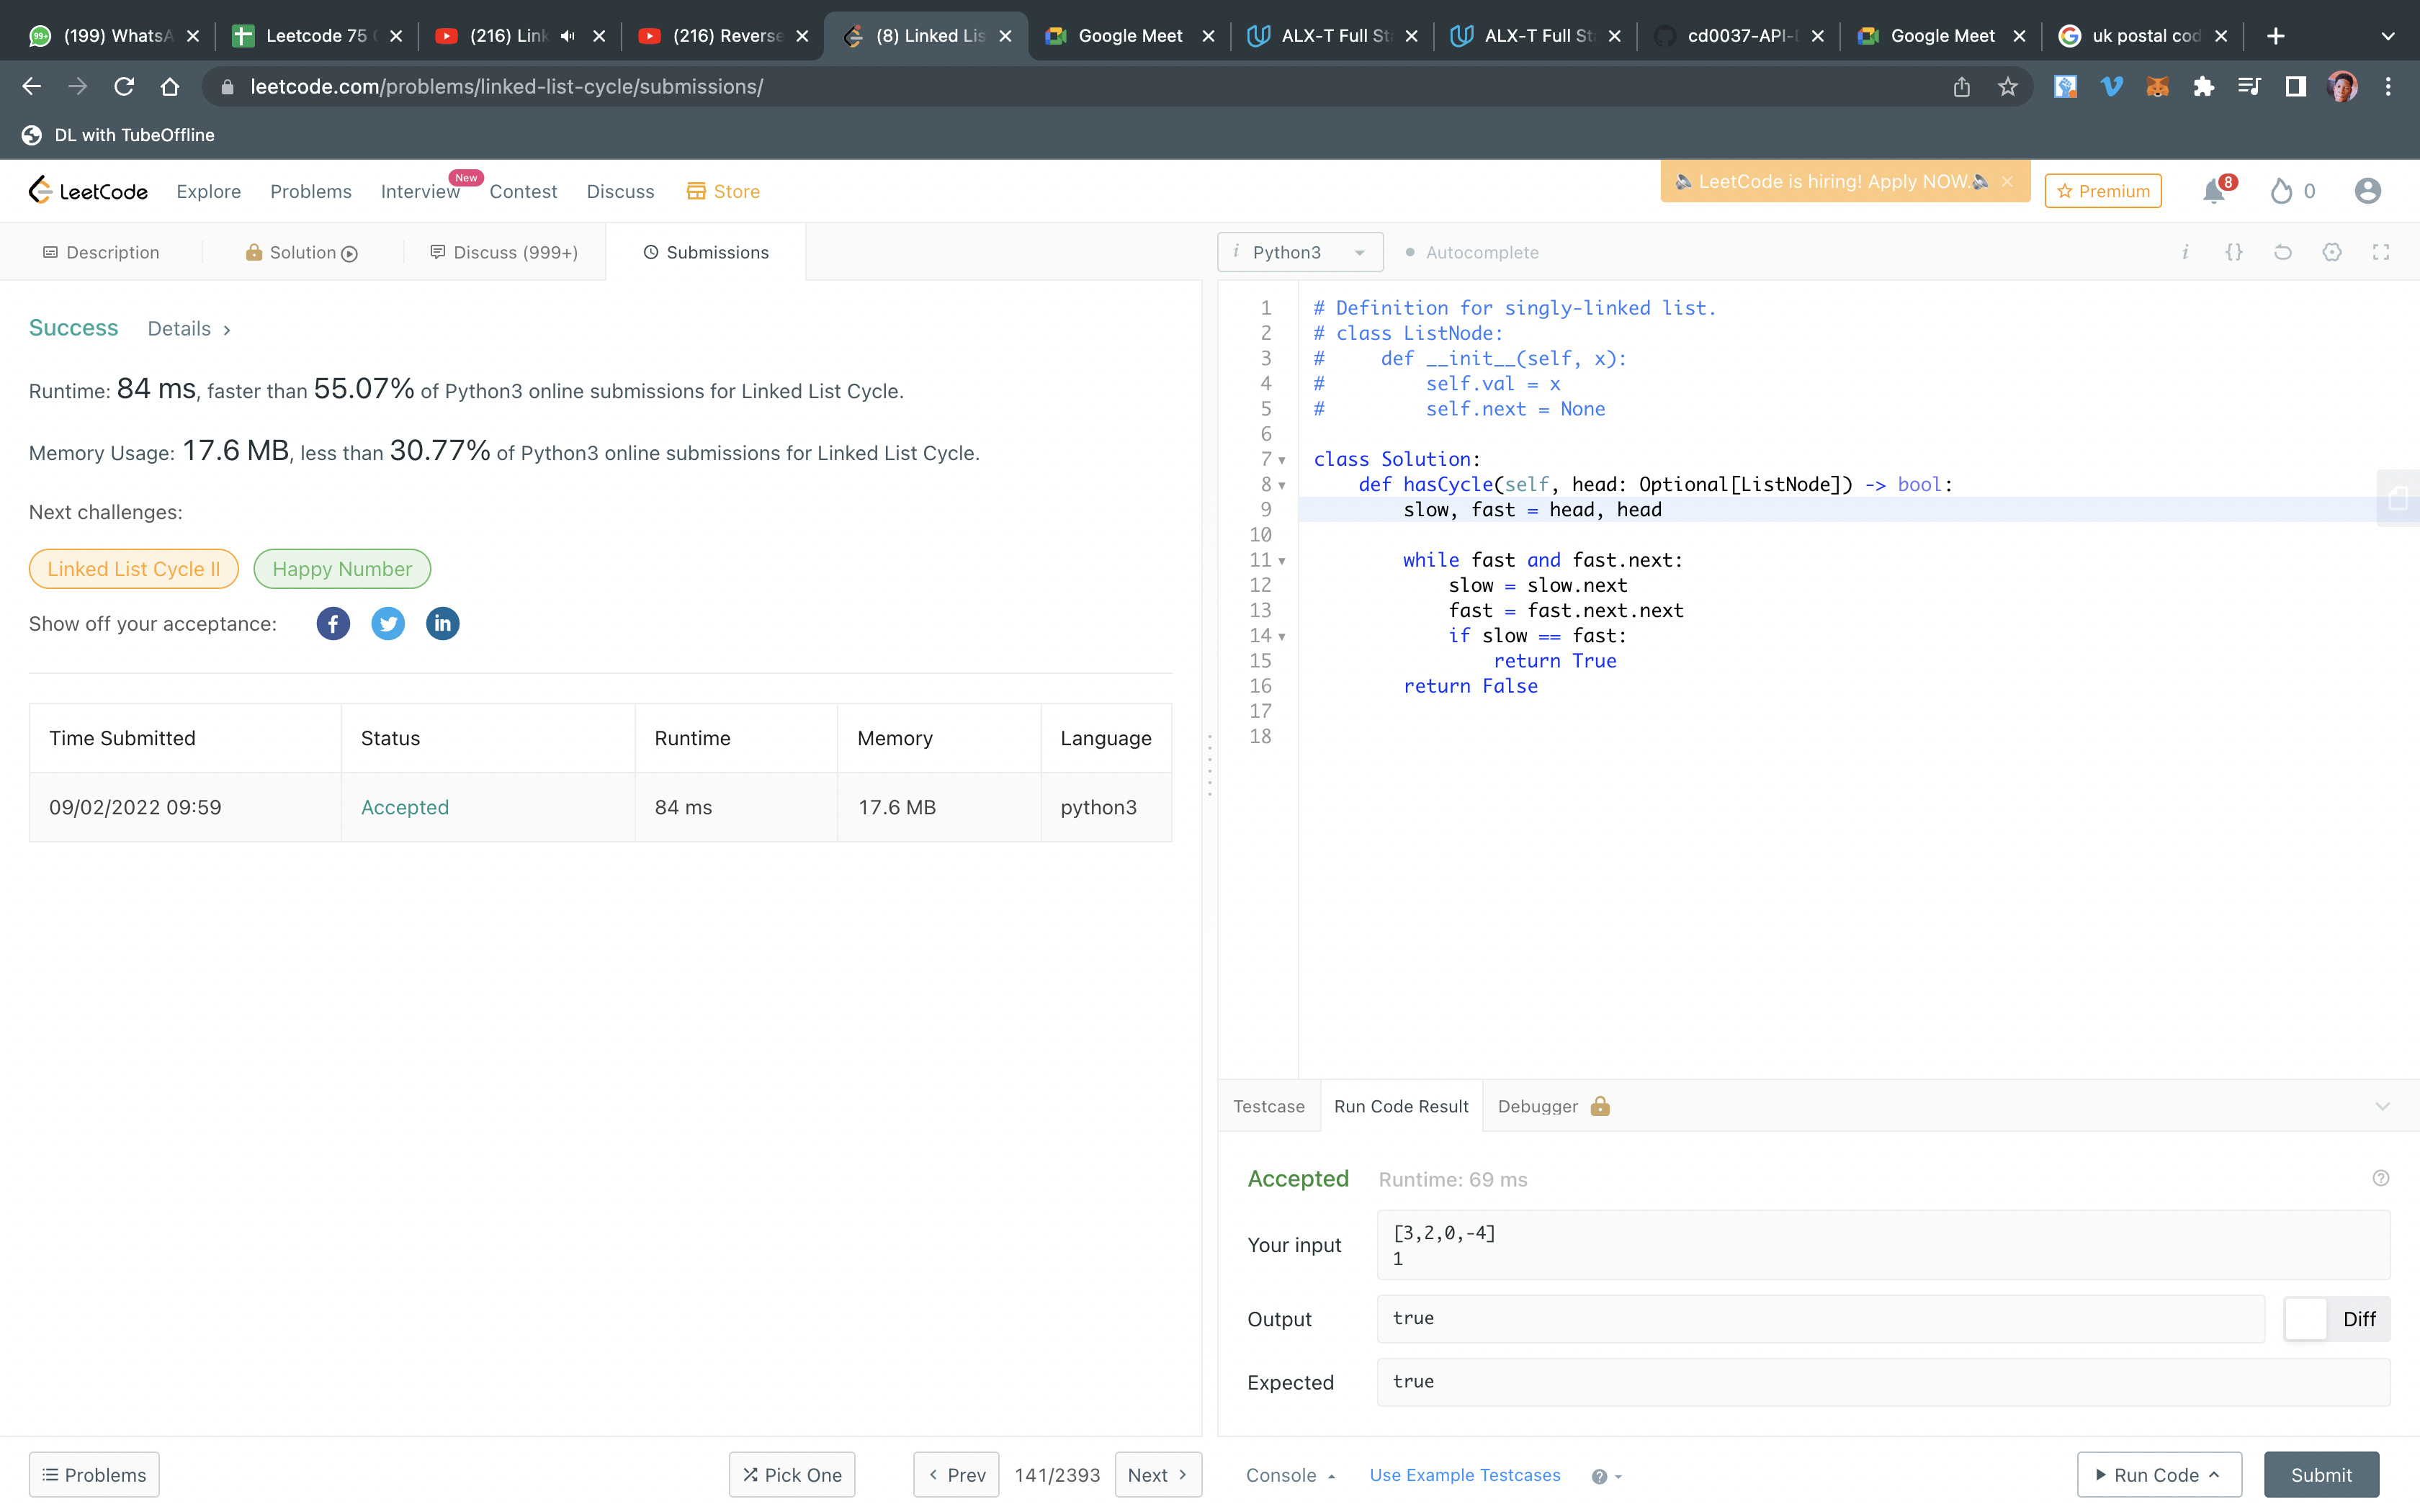 (199) WhatsA
Leetcode 75
(216) Link
(216) Reverse
(8) Linked Lis
Google Meet
ALX-T Full St
ALX-T Full St
cd0037-API-
Google Meet
uk postal cod
leetcode.com/problems/linked-list-cycle/submissions/
DL with TubeOffline
LeetCode
Explore
Problems
Interview
New
Contest
Discuss
Store
LeetCode is hiring! Apply NOW.
Premium
8
0
Description
Solution
Discuss (999+)
Submissions
Success Details
Runtime: 84 ms, faster than 55.07% of Python3 online submissions for Linked List Cycle.
Memory Usage: 17.6 MB, less than 30.77% of Python3 online submissions for Linked List Cycle.
Next challenges:
Linked List Cycle II
Happy Number
Show off your acceptance:
Time Submitted Status Runtime Memory Language
09/02/2022 09:59 Accepted 84 ms 17.6 MB python3
Problems
Pick One
Prev
141/2393
Next
i Python3
Autocomplete
i {}
1 # Definition for singly-linked list.
2 # class ListNode:
3 #     def __init__(self, x):
4 #         self.val = x
5 #         self.next = None
6
7 class Solution:
8     def hasCycle(self, head: Optional[ListNode]) -> bool:
9         slow, fast = head, head
10
11         while fast and fast.next:
12             slow = slow.next
13             fast = fast.next.next
14             if slow == fast:
15                 return True
16         return False
17
18
Testcase
Run Code Result
Debugger
Accepted Runtime: 69 ms
Your input
[3,2,0,-4]
1
Output
true
Diff
Expected
true
Console
Use Example Testcases
Run Code
Submit